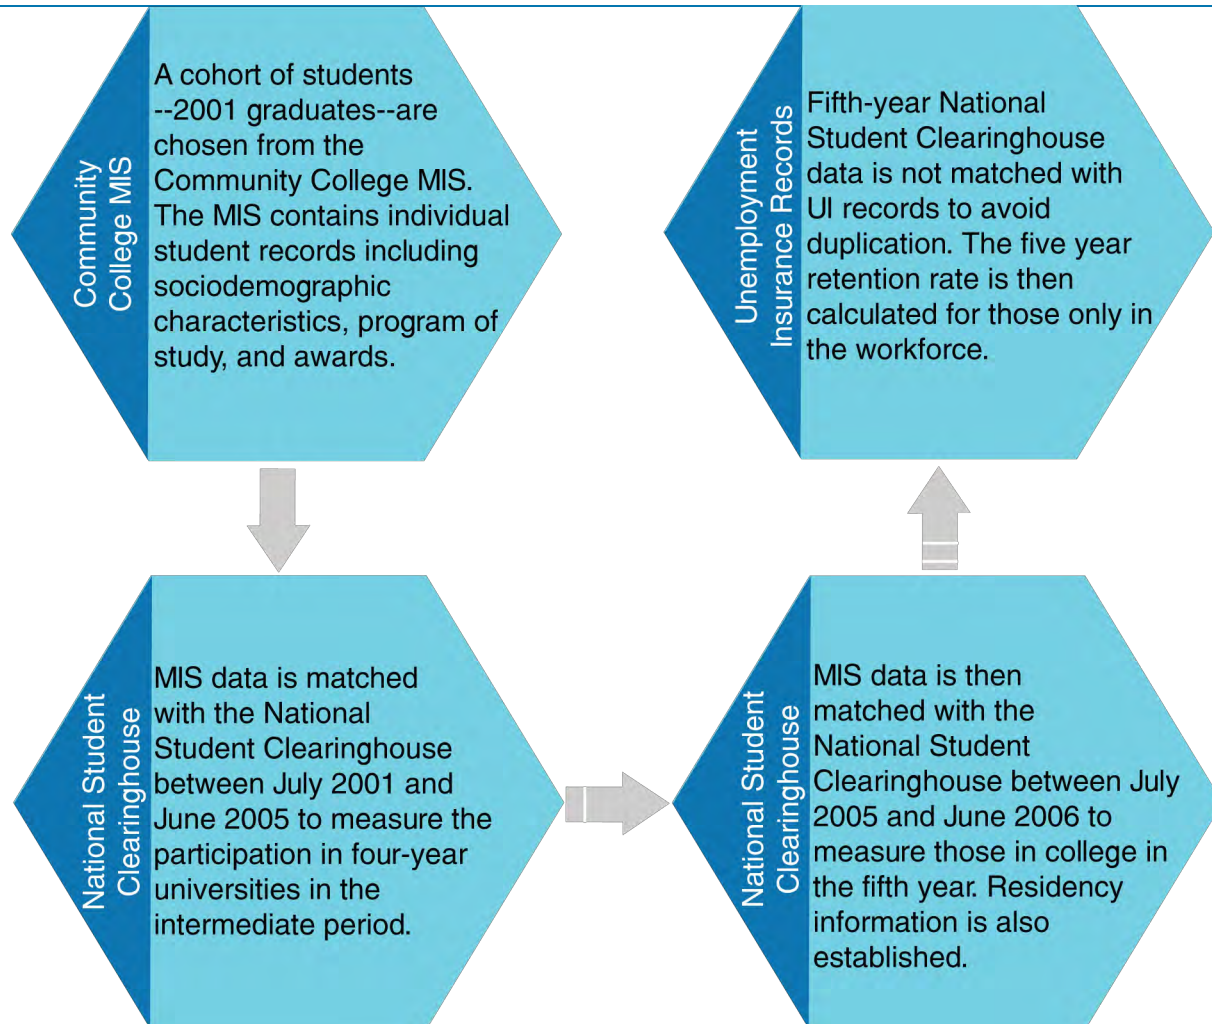 Community
College MIS
A cohort of students
--2001 graduates--are
chosen from the
Community College MIS.
The MIS contains individual
student records including
sociodemographic
characteristics, program of
study, and awards.
National Student
Clearinghouse
MIS data is matched
with the National
Student Clearinghouse
between July 2001 and
June 2005 to measure the
participation in four-year
universities in the
intermediate period.
National Student
Clearinghouse
MIS data is then
matched with the
National Student
Clearinghouse between July
2005 and June 2006 to
measure those in college in
the fifth year. Residency
information is also
established.
Unemployment
Insurance Records
Fifth-year National
Student Clearinghouse
data is not matched with
UI records to avoid
duplication. The five year
retention rate is then
calculated for those only in
the workforce.